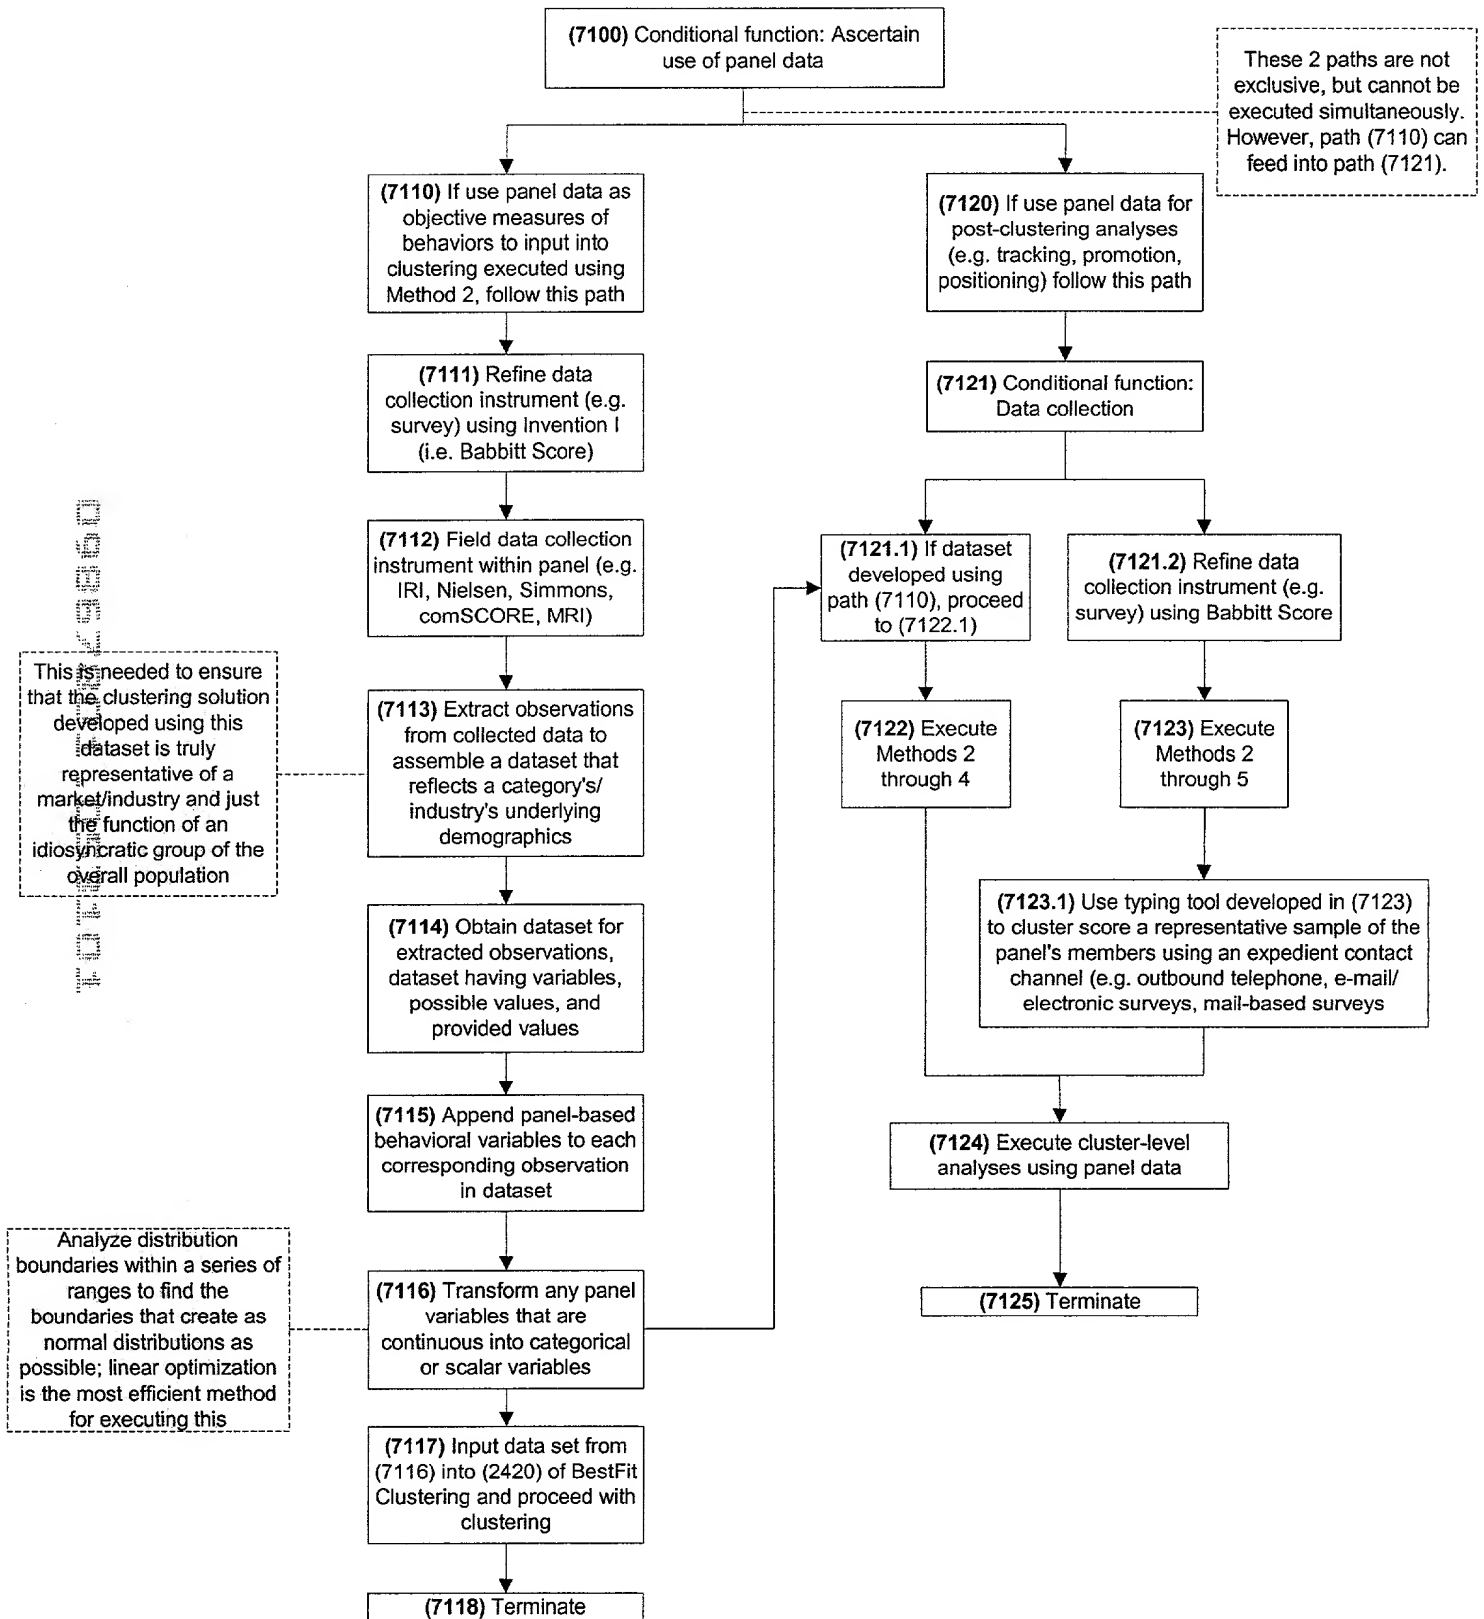 (7100) Conditional function: Ascertain
use of panel data
These 2 paths are not
exclusive, but cannot be
executed simultaneously.
However, path (7110) can
feed into path (7121).
(7110) If use panel data as
objective measures of
behaviors to input into
clustering executed using
Method 2, follow this path
(7120) If use panel data for
post-clustering analyses
(e.g. tracking, promotion,
positioning) follow this path
(7111) Refine data
collection instrument (e.g.
survey) using Invention I
(i.e. Babbitt Score)
(7121) Conditional function:
Data collection
(7112) Field data collection
instrument within panel (e.g.
IRI, Nielsen, Simmons,
comSCORE, MRI)
(7121.1) If dataset
developed using
path (7110), proceed
to (7122.1)
(7121.2) Refine data
collection instrument (e.g.
survey) using Babbitt Score
This is needed to ensure
that the clustering solution
developed using this
dataset is truly
representative of a
market/industry and just
the function of an
idiosyncratic group of the
overall population
(7113) Extract observations
from collected data to
assemble a dataset that
reflects a category's/
industry's underlying
demographics
(7122) Execute
Methods 2
through 4
(7123) Execute
Methods 2
through 5
(7114) Obtain dataset for
extracted observations,
dataset having variables,
possible values, and
provided values
(7123.1) Use typing tool developed in (7123)
to cluster score a representative sample of the
panel's members using an expedient contact
channel (e.g. outbound telephone, e-mail/
electronic surveys, mail-based surveys
(7115) Append panel-based
behavioral variables to each
corresponding observation
in dataset
(7124) Execute cluster-level
analyses using panel data
Analyze distribution
boundaries within a series of
ranges to find the
boundaries that create as
normal distributions as
possible; linear optimization
is the most efficient method
for executing this
(7116) Transform any panel
variables that are
continuous into categorical
or scalar variables
(7125) Terminate
(7117) Input data set from
(7116) into (2420) of BestFit
Clustering and proceed with
clustering
(7118) Terminate